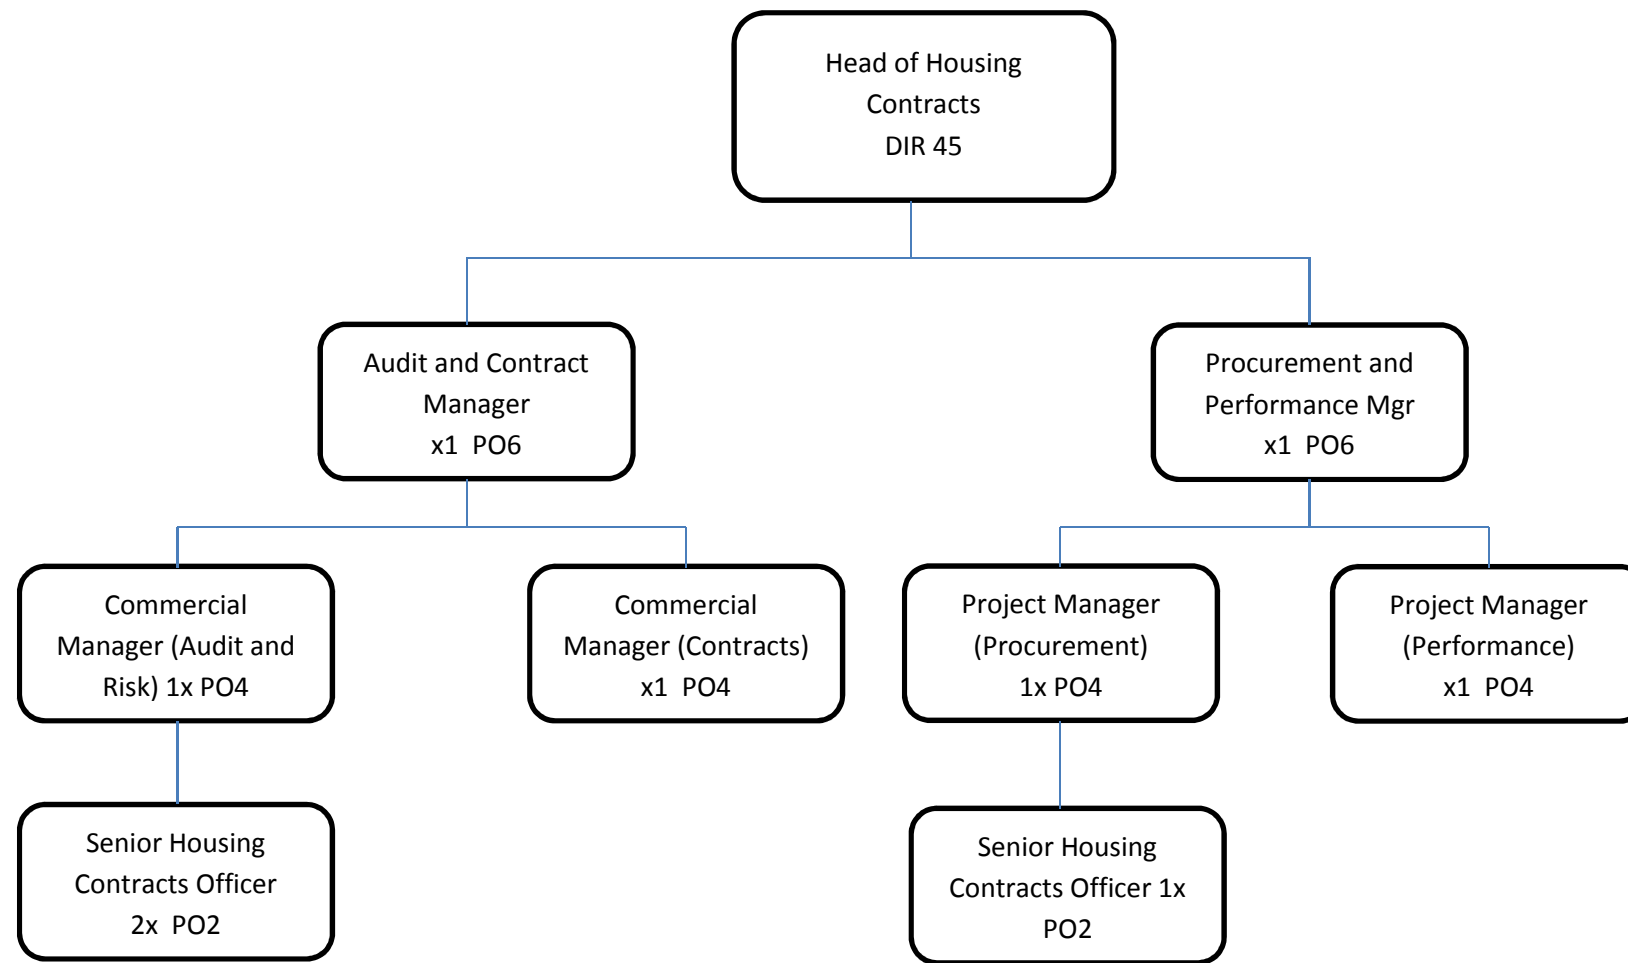 Head of Housing
Contracts
DIR 45
Audit and Contract
Manager
x1  PO6
Procurement and
Performance Mgr
x1  PO6
Commercial
Manager (Audit and
Risk) 1x PO4
Commercial
Manager (Contracts)
x1  PO4
Project Manager
(Procurement)
1x PO4
Project Manager
(Performance)
x1  PO4
Senior Housing
Contracts Officer
2x  PO2
Senior Housing
Contracts Officer 1x
PO2